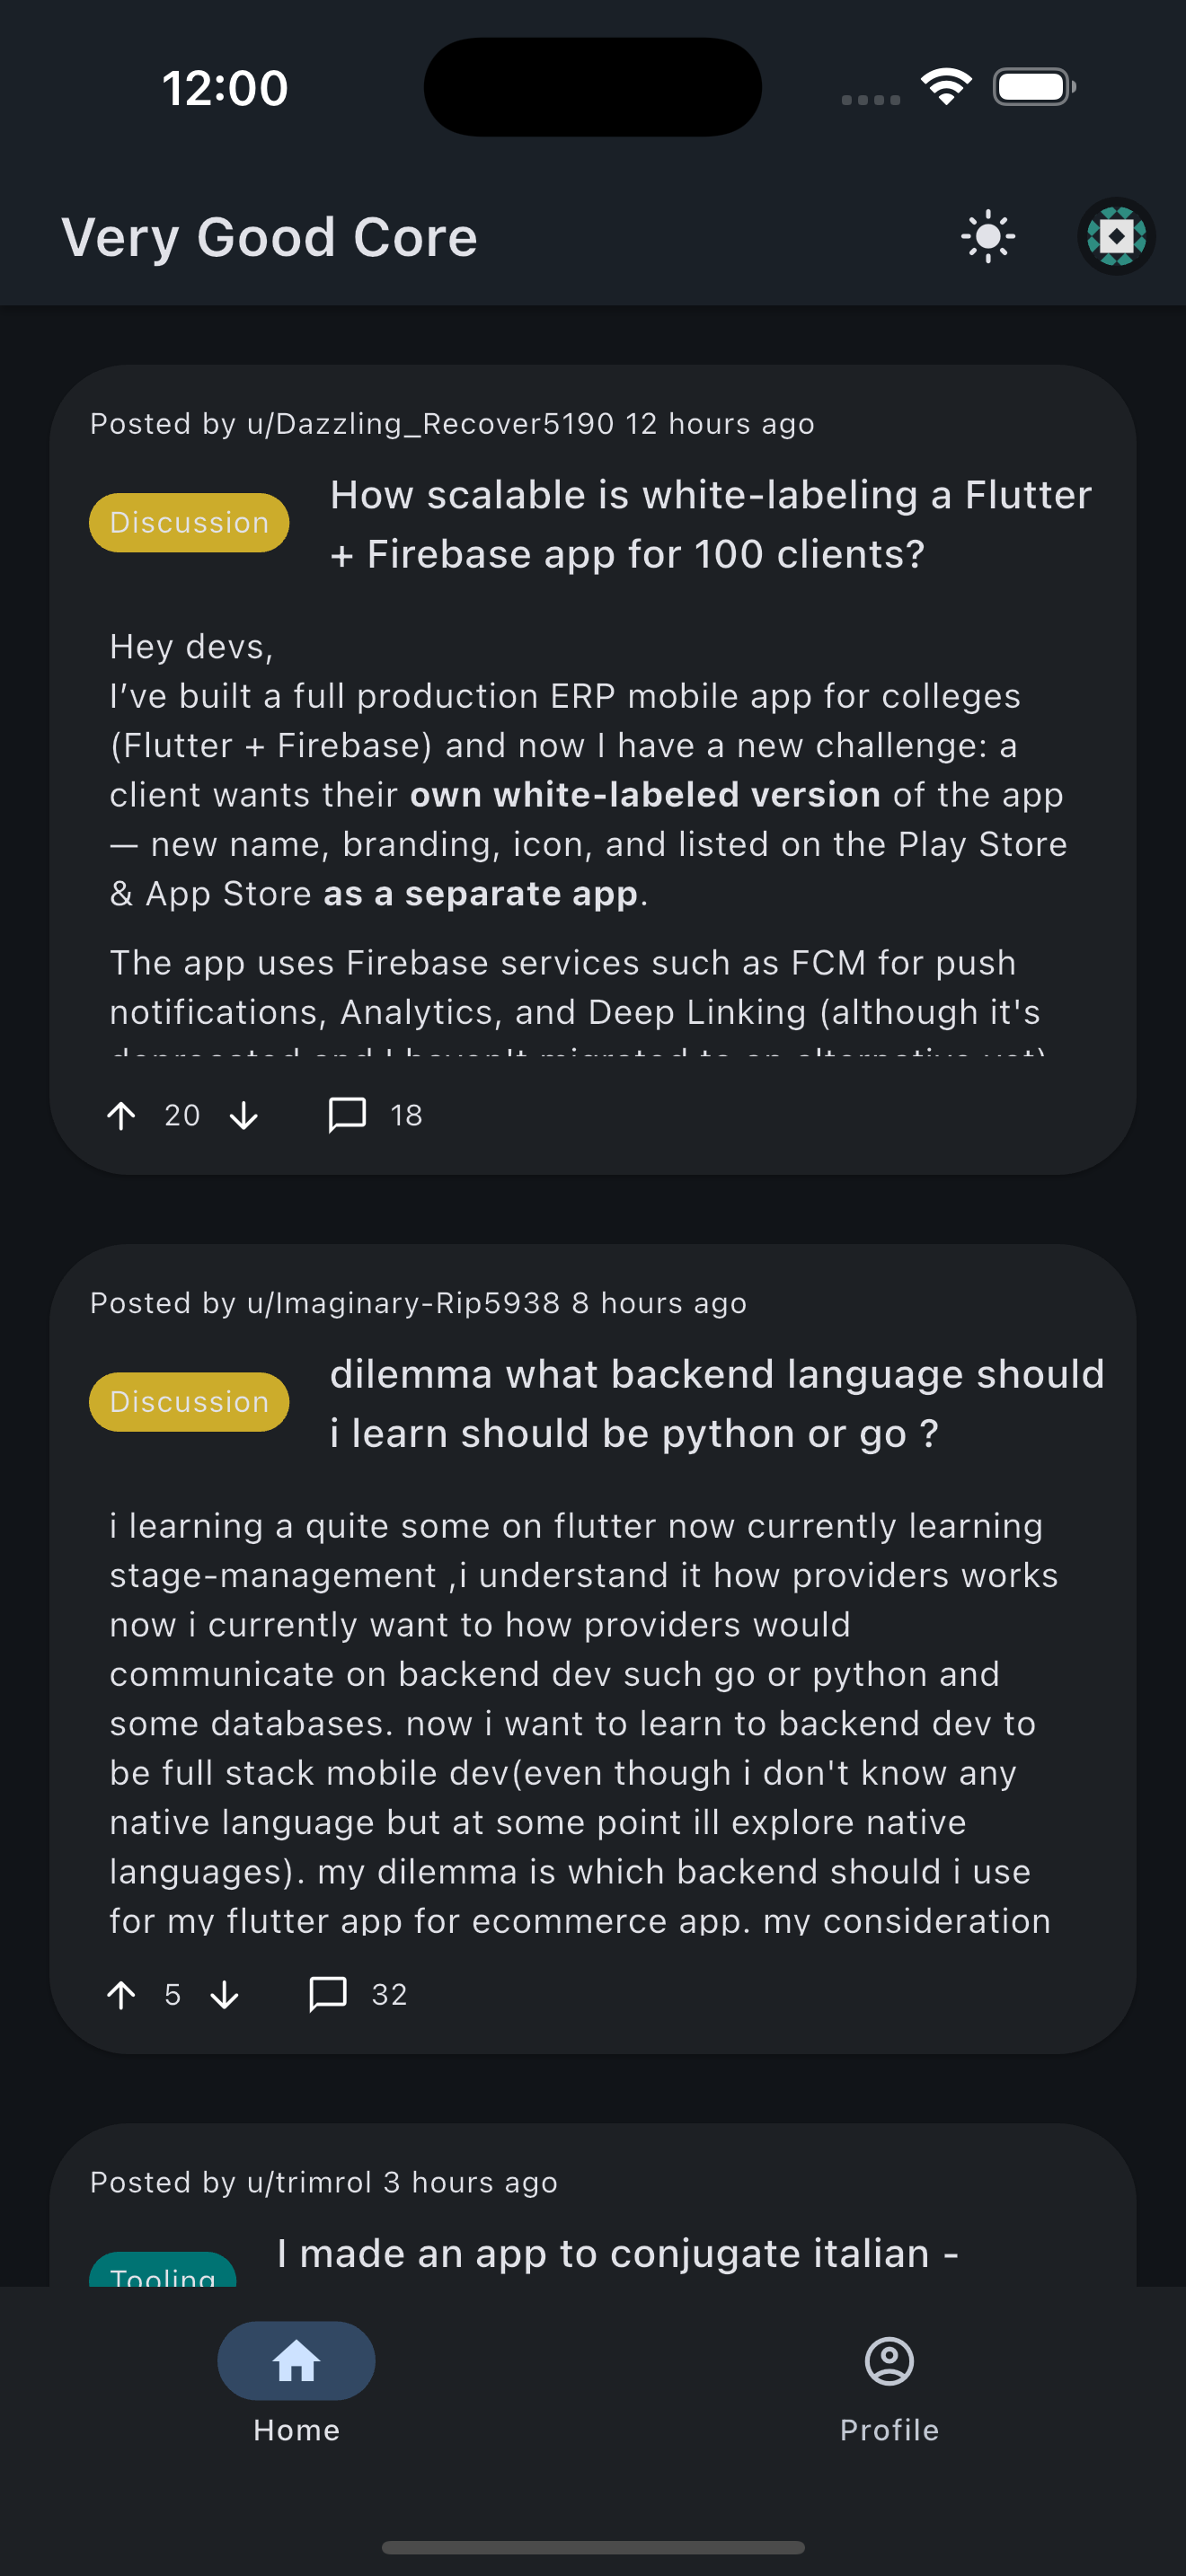 12:00
Very Good Core
Posted by u/Dazzling_Recover5190 12 hours ago
Discussion
How scalable is white-labeling a Flutter
+ Firebase app for 100 clients?
Hey devs,
I’ve built a full production ERP mobile app for colleges
(Flutter + Firebase) and now I have a new challenge: a
client wants their own white-labeled version of the app
— new name, branding, icon, and listed on the Play Store
& App Store as a separate app.
The app uses Firebase services such as FCM for push
notifications, Analytics, and Deep Linking (although it's
deprecated and I haven't migrated to an alternative yet)
20
18
Posted by u/Imaginary-Rip5938 8 hours ago
Discussion
dilemma what backend language should
i learn should be python or go ?
i learning a quite some on flutter now currently learning
stage-management ,i understand it how providers works
now i currently want to how providers would
communicate on backend dev such go or python and
some databases. now i want to learn to backend dev to
be full stack mobile dev(even though i don't know any
native language but at some point ill explore native
languages). my dilemma is which backend should i use
for my flutter app for ecommerce app. my consideration
5
32
Posted by u/trimrol 3 hours ago
Tooling
I made an app to conjugate italian -
Home
Profile